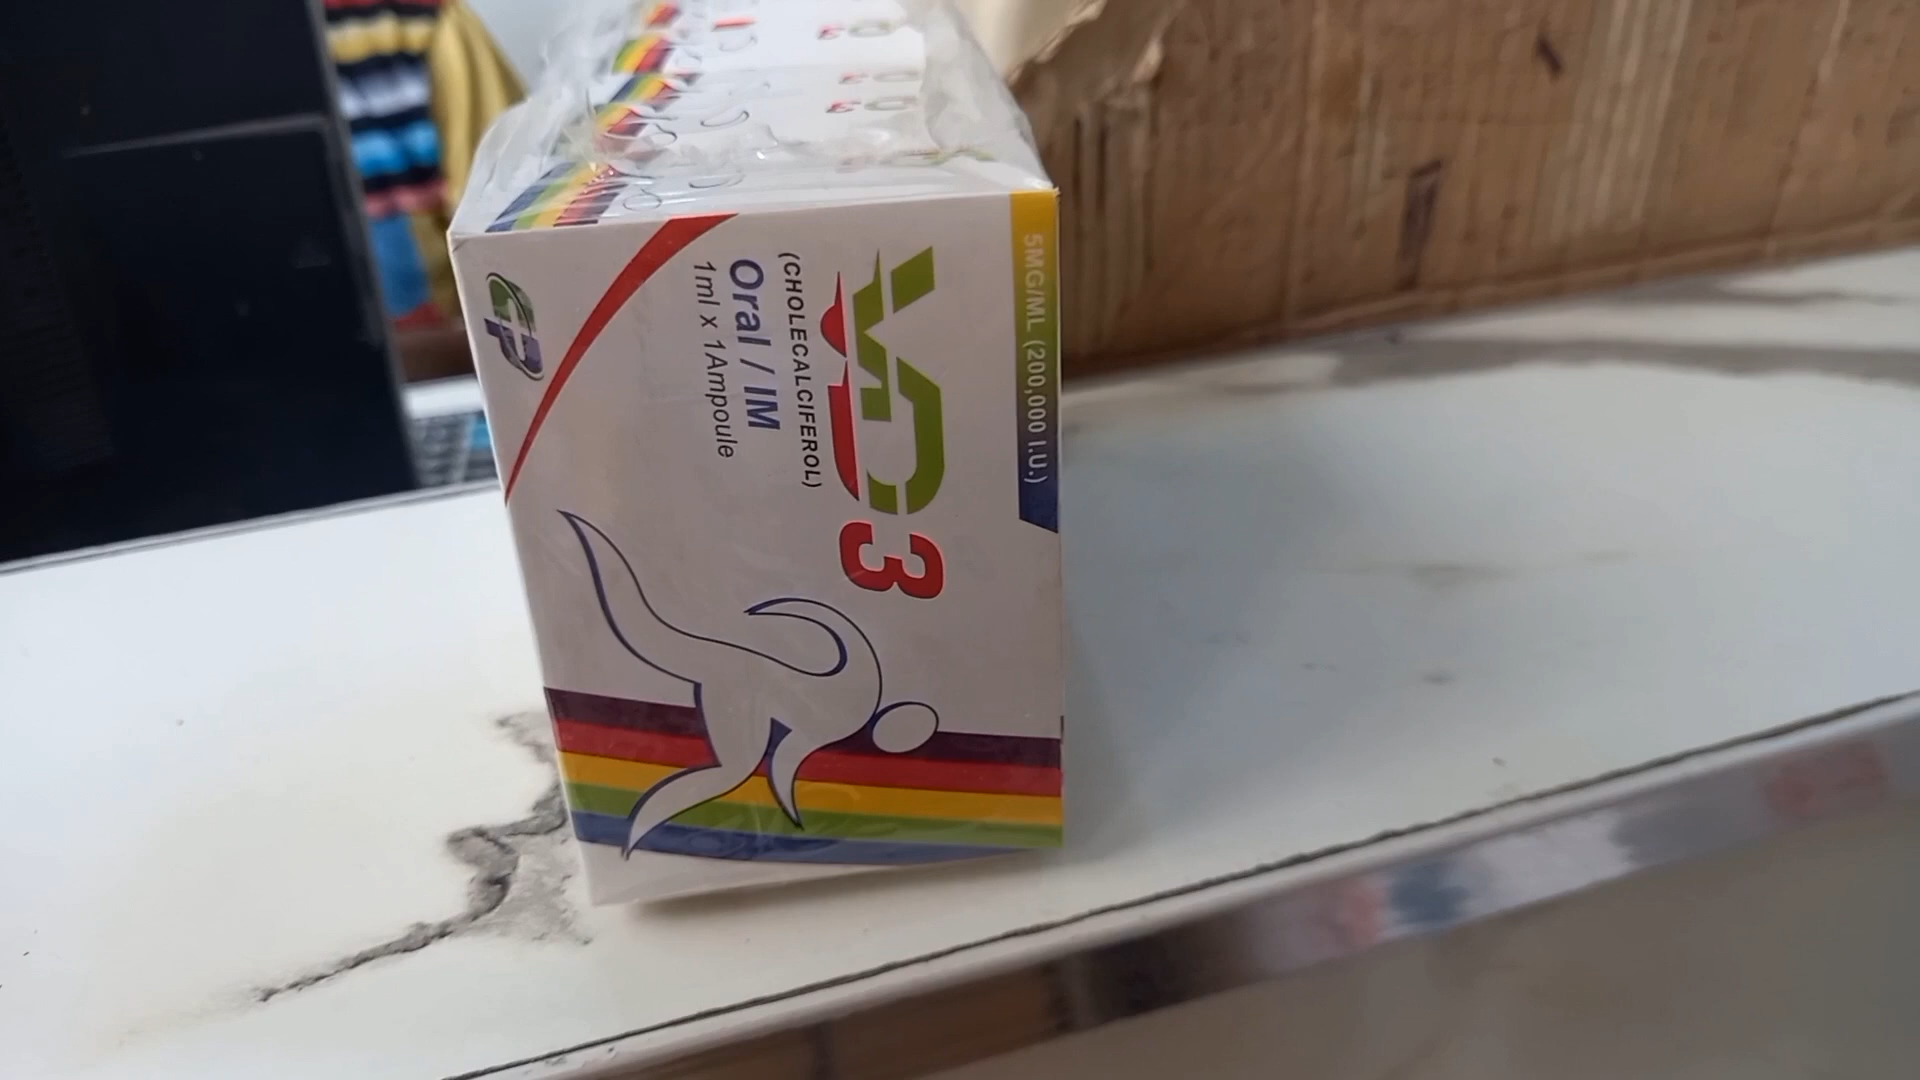 5MG/ML (200,000 I.U.)
VD3
(CHOLECALCIFEROL)
Oral / IM
1ml x 1Ampoule